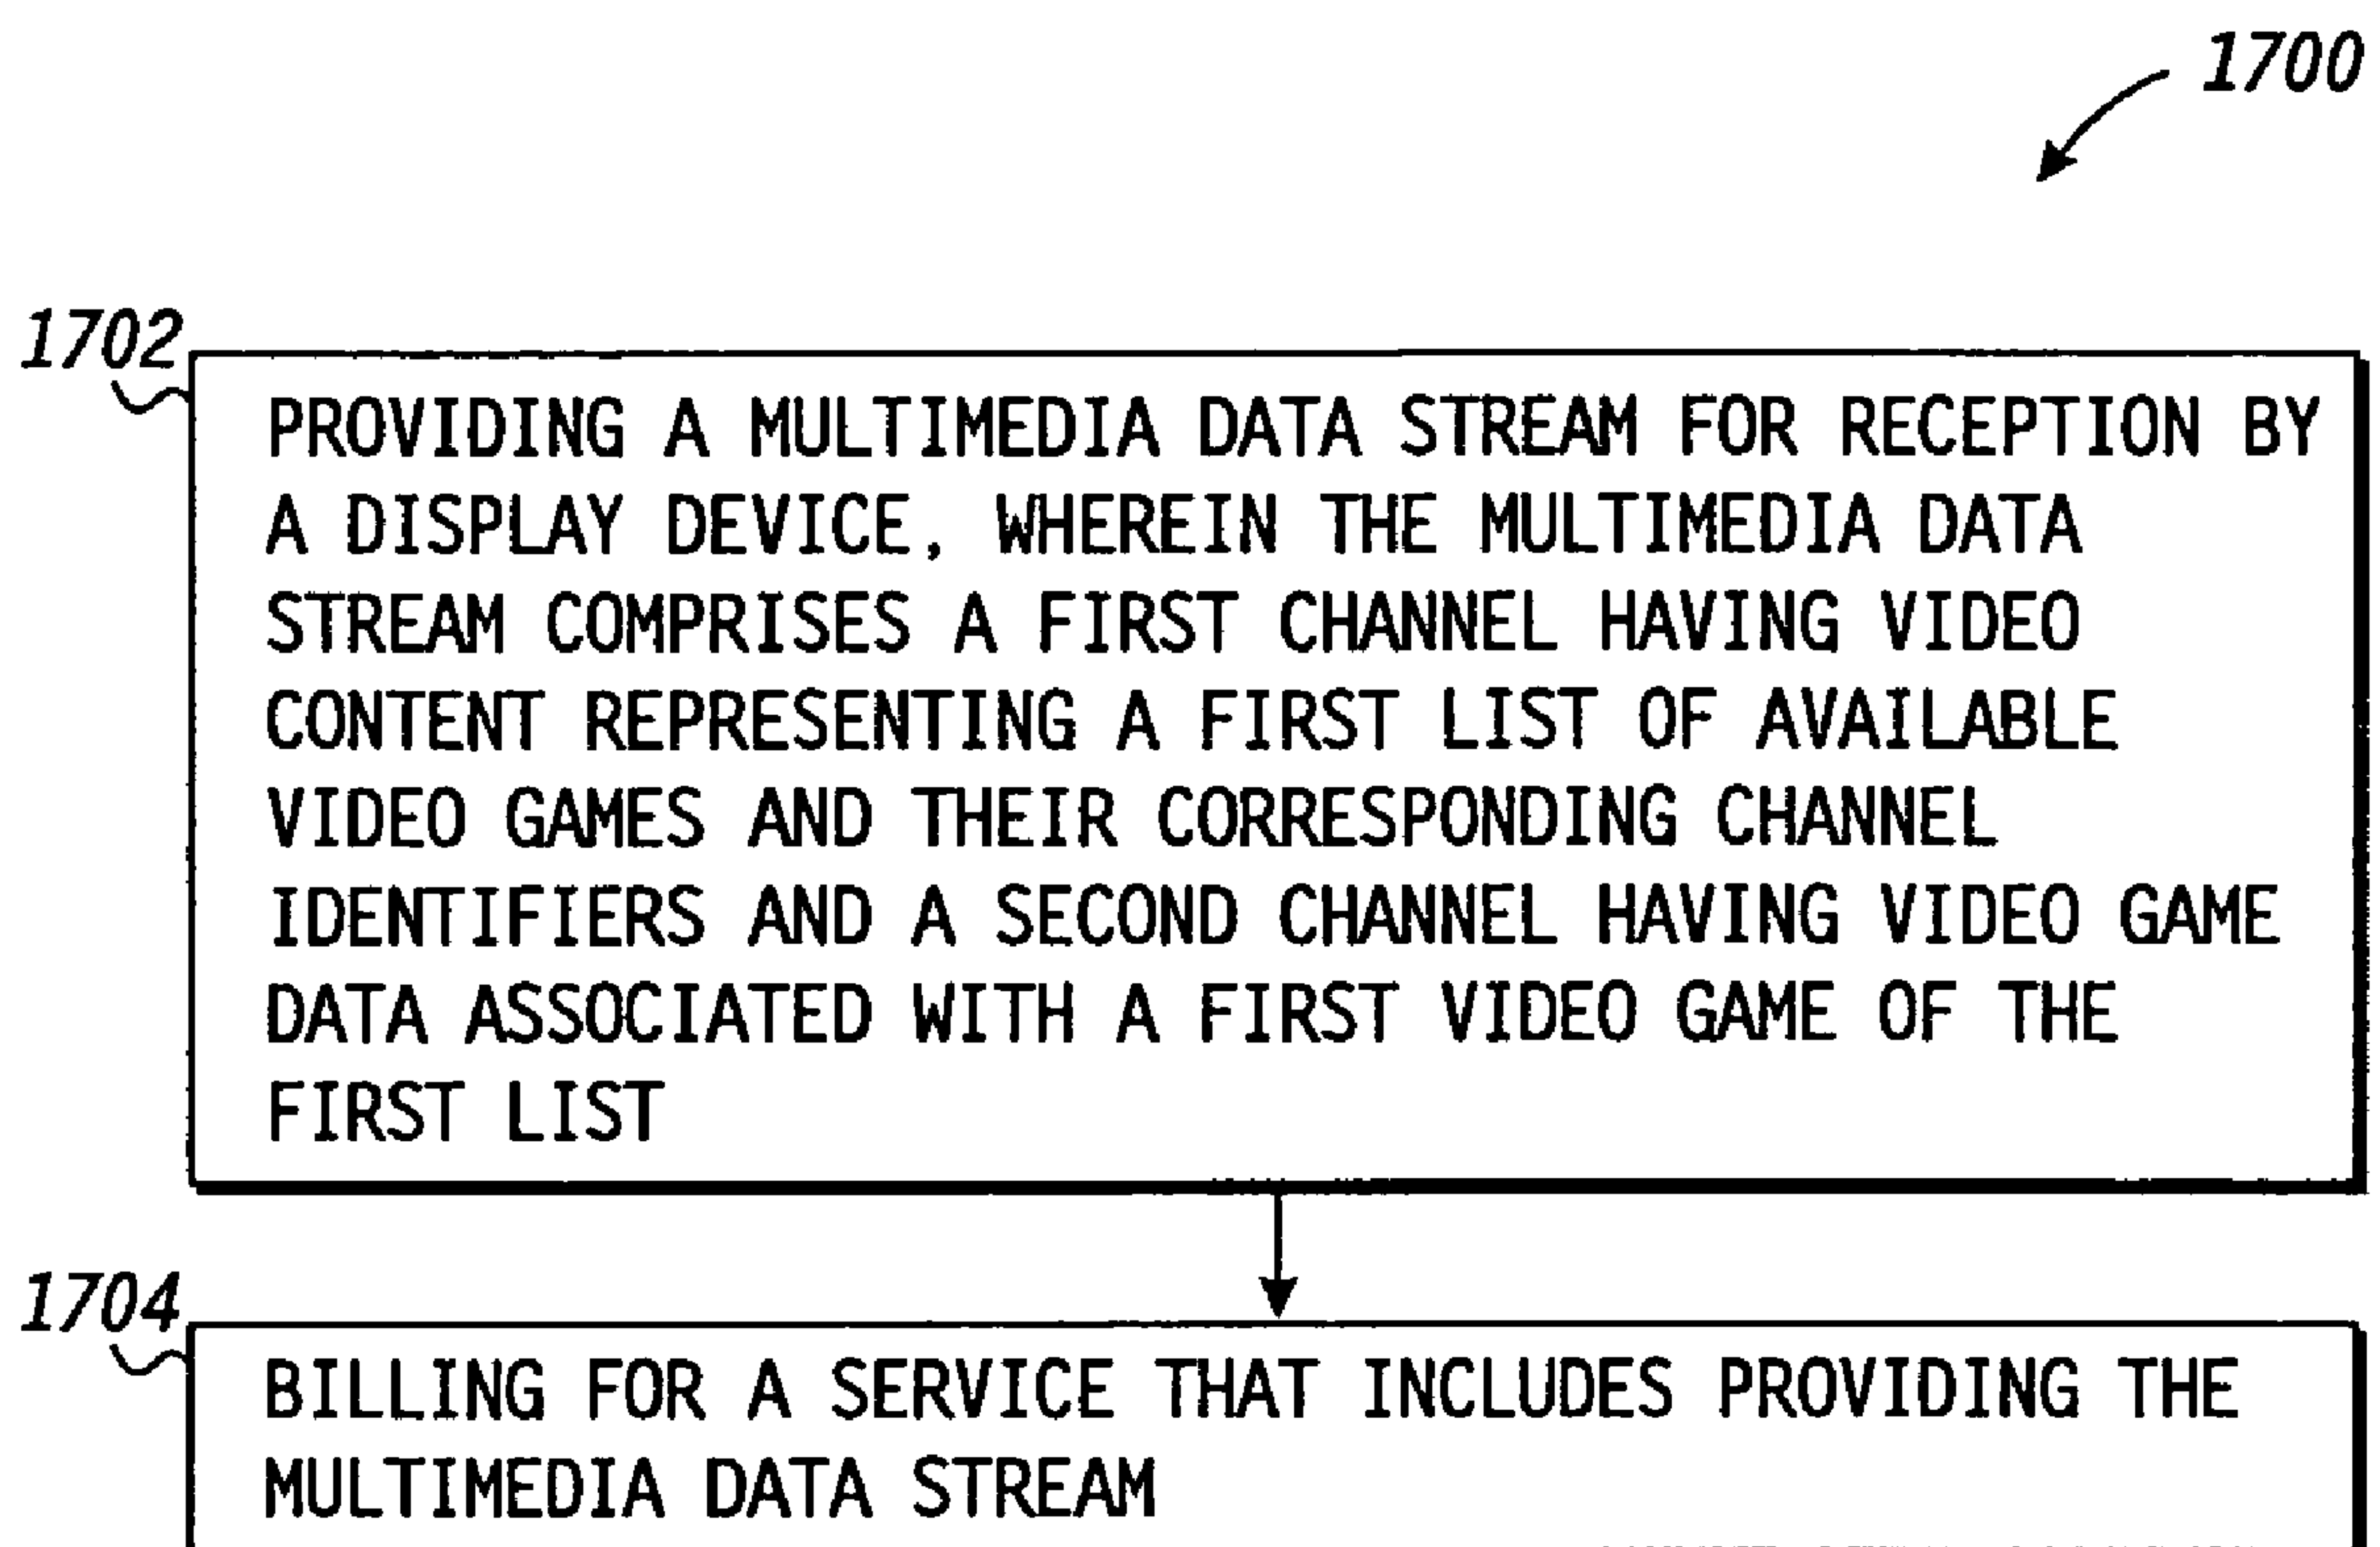 1700
1702
PROVIDING A MULTIMEDIA DATA STREAM FOR RECEPTION BY
A DISPLAY DEVICE, WHEREIN THE MULTIMEDIA DATA
STREAM COMPRISES A FIRST CHANNEL HAVING VIDEO
CONTENT REPRESENTING A FIRST LIST OF AVAILABLE
VIDEO GAMES AND THEIR CORRESPONDING CHANNEL
IDENTIFIERS AND A SECOND CHANNEL HAVING VIDEO GAME
DATA ASSOCIATED WITH A FIRST VIDEO GAME OF THE
FIRST LIST
1704
BILLING FOR A SERVICE THAT INCLUDES PROVIDING THE
MULTIMEDIA DATA STREAM